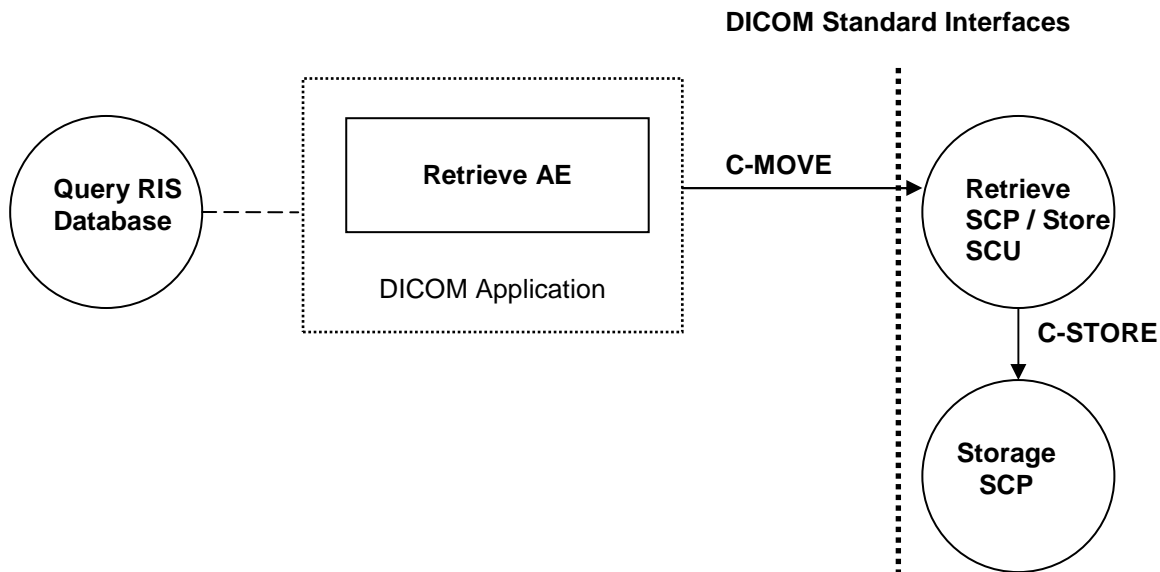 DICOM Standard Interfaces
Query RIS
Database
Retrieve AE
DICOM Application
C-MOVE
Retrieve
SCP / Store
SCU
C-STORE
Storage
SCP